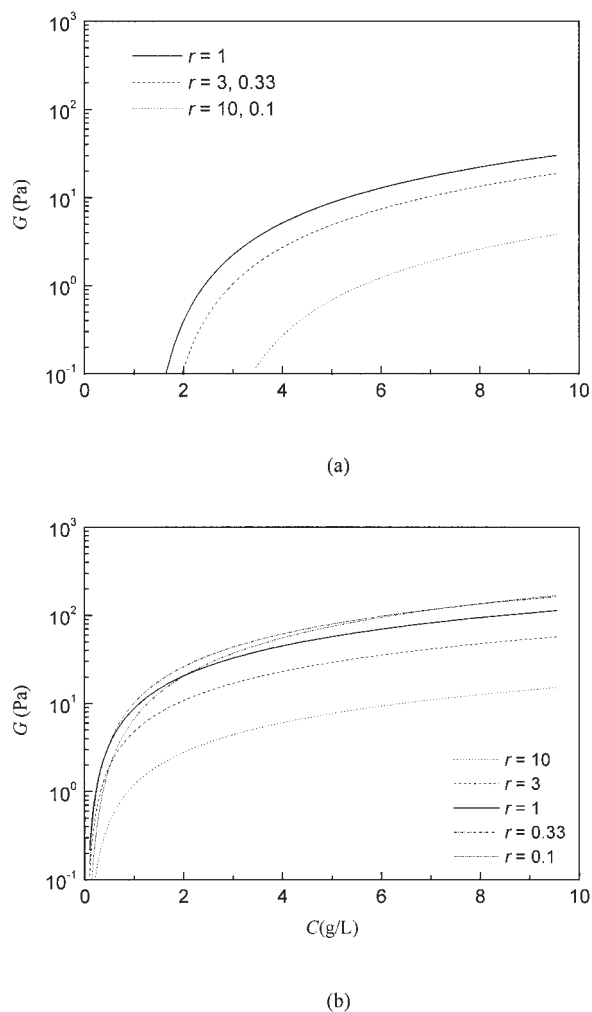 10³
r = 1
r = 3, 0.33
r = 10, 0.1
10²
G (Pa)
10¹
10⁰
10⁻¹
0 2 4 6 8 10
(a)
10³
10²
G (Pa)
10¹
r = 10
r = 3
10⁰
r = 1
r = 0.33
r = 0.1
10⁻¹
0 2 4 6 8 10
C(g/L)
(b)